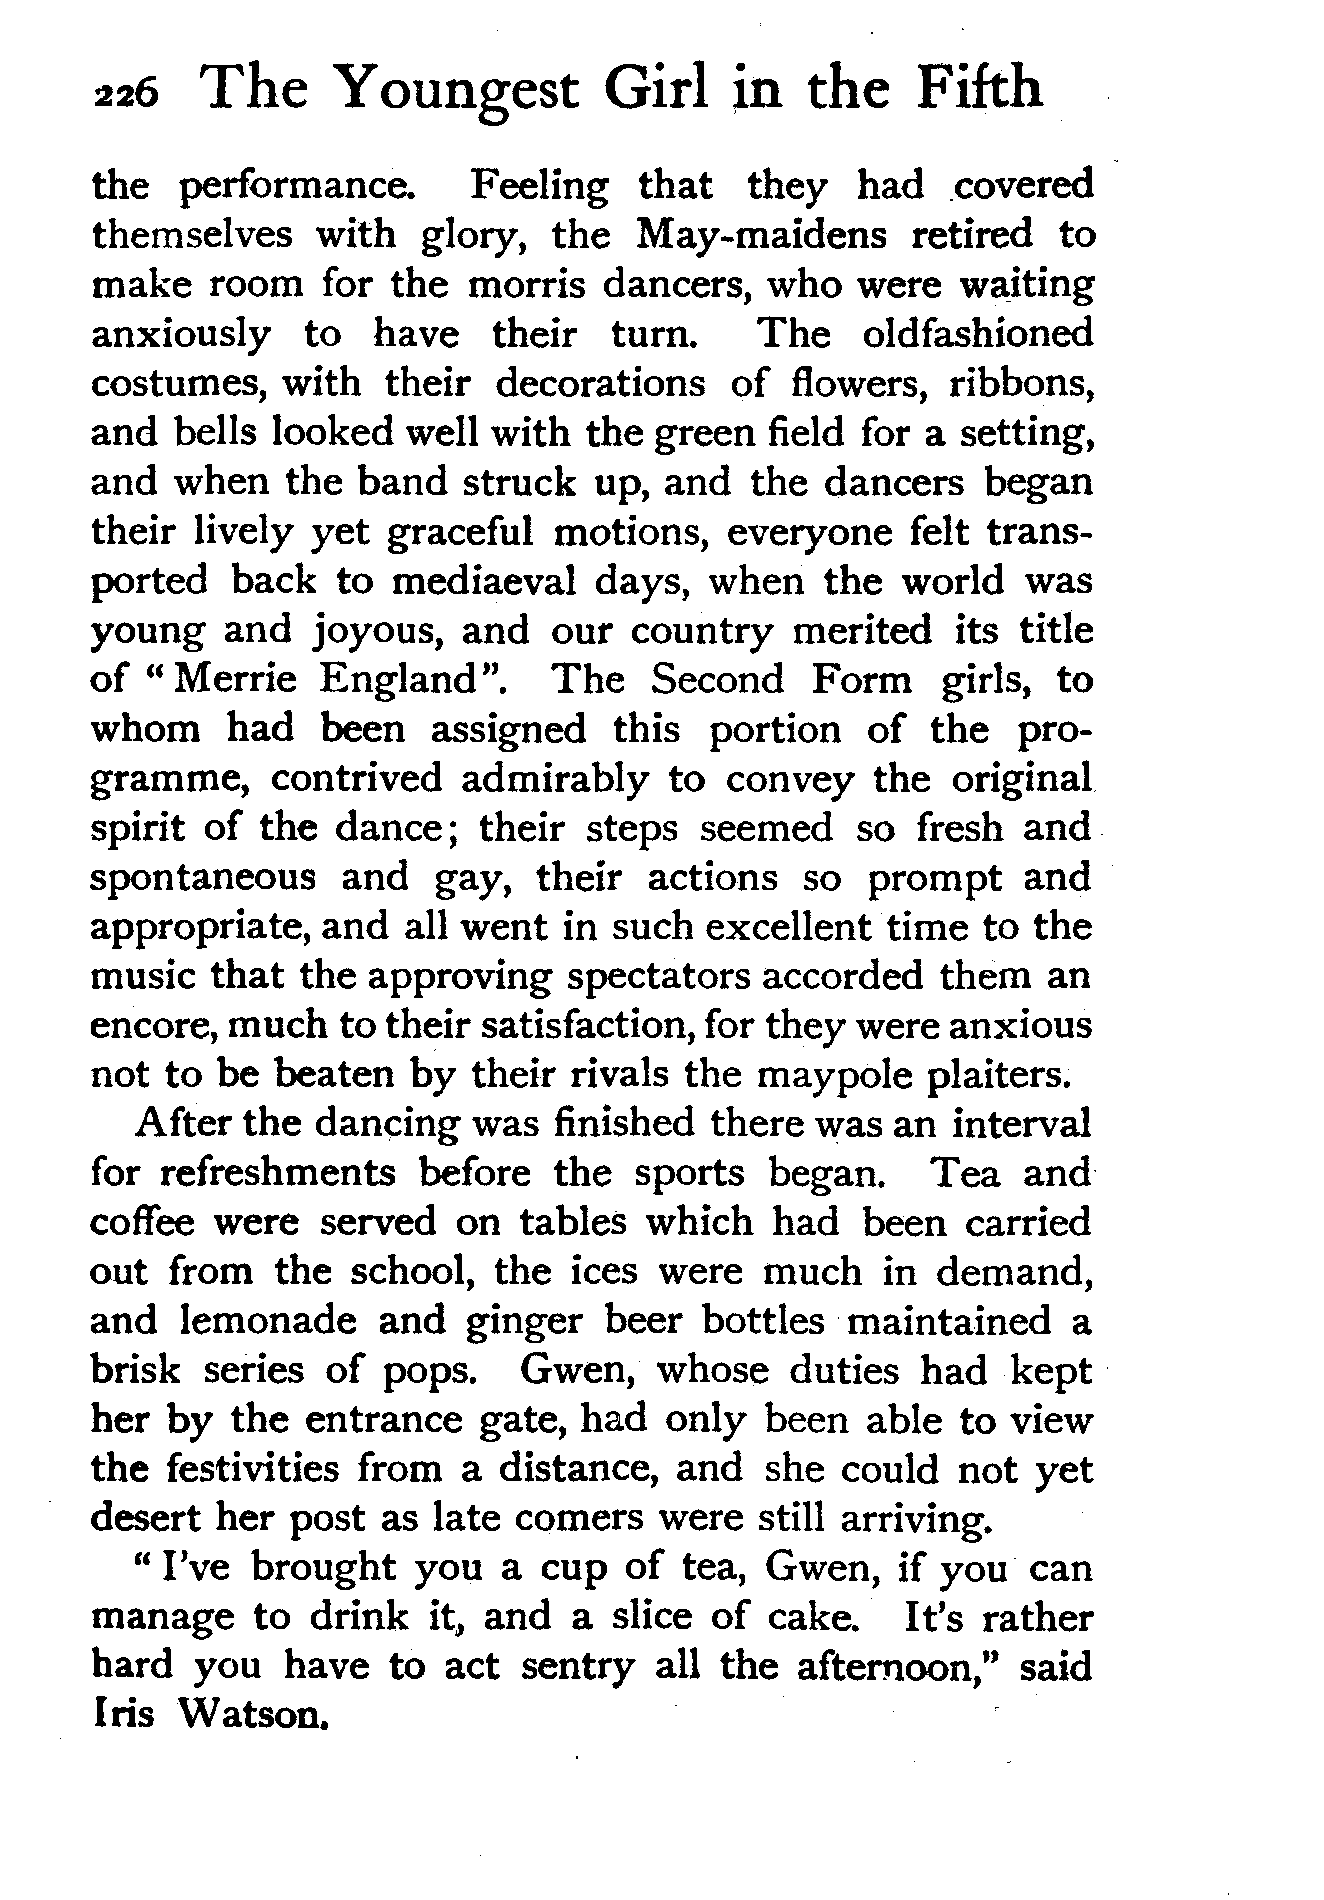 226 The Youngest Girl in the Fifth
the performance. Feeling that they had covered
themselves with glory, the May-maidens retired to
make room for the morris dancers, who were waiting
anxiously to have their turn. The oldfashioned
costumes, with their decorations of flowers, ribbons,
and bells looked well with the green field for a setting,
and when the band struck up, and the dancers began
their lively yet graceful motions, everyone felt trans-
ported back to mediaeval days, when the world was
young and joyous, and our country merited its title
of "Merrie England". The Second Form girls, to
whom had been assigned this portion of the pro-
gramme, contrived admirably to convey the original
spirit of the dance; their steps seemed so fresh and
spontaneous and gay, their actions so prompt and
appropriate, and all went in such excellent time to the
music that the approving spectators accorded them an
encore, much to their satisfaction, for they were anxious
not to be beaten by their rivals the maypole plaiters.
After the dancing was finished there was an interval
for refreshments before the sports began. Tea and
coffee were served on tables which had been carried
out from the school, the ices were much in demand,
and lemonade and ginger beer bottles maintained a
brisk series of pops. Gwen, whose duties had kept
her by the entrance gate, had only been able to view
the festivities from a distance, and she could not yet
desert her post as late comers were still arriving.
"I've brought you a cup of tea, Gwen, if you can
manage to drink it, and a slice of cake. It's rather
hard you have to act sentry all the afternoon," said
Iris Watson.